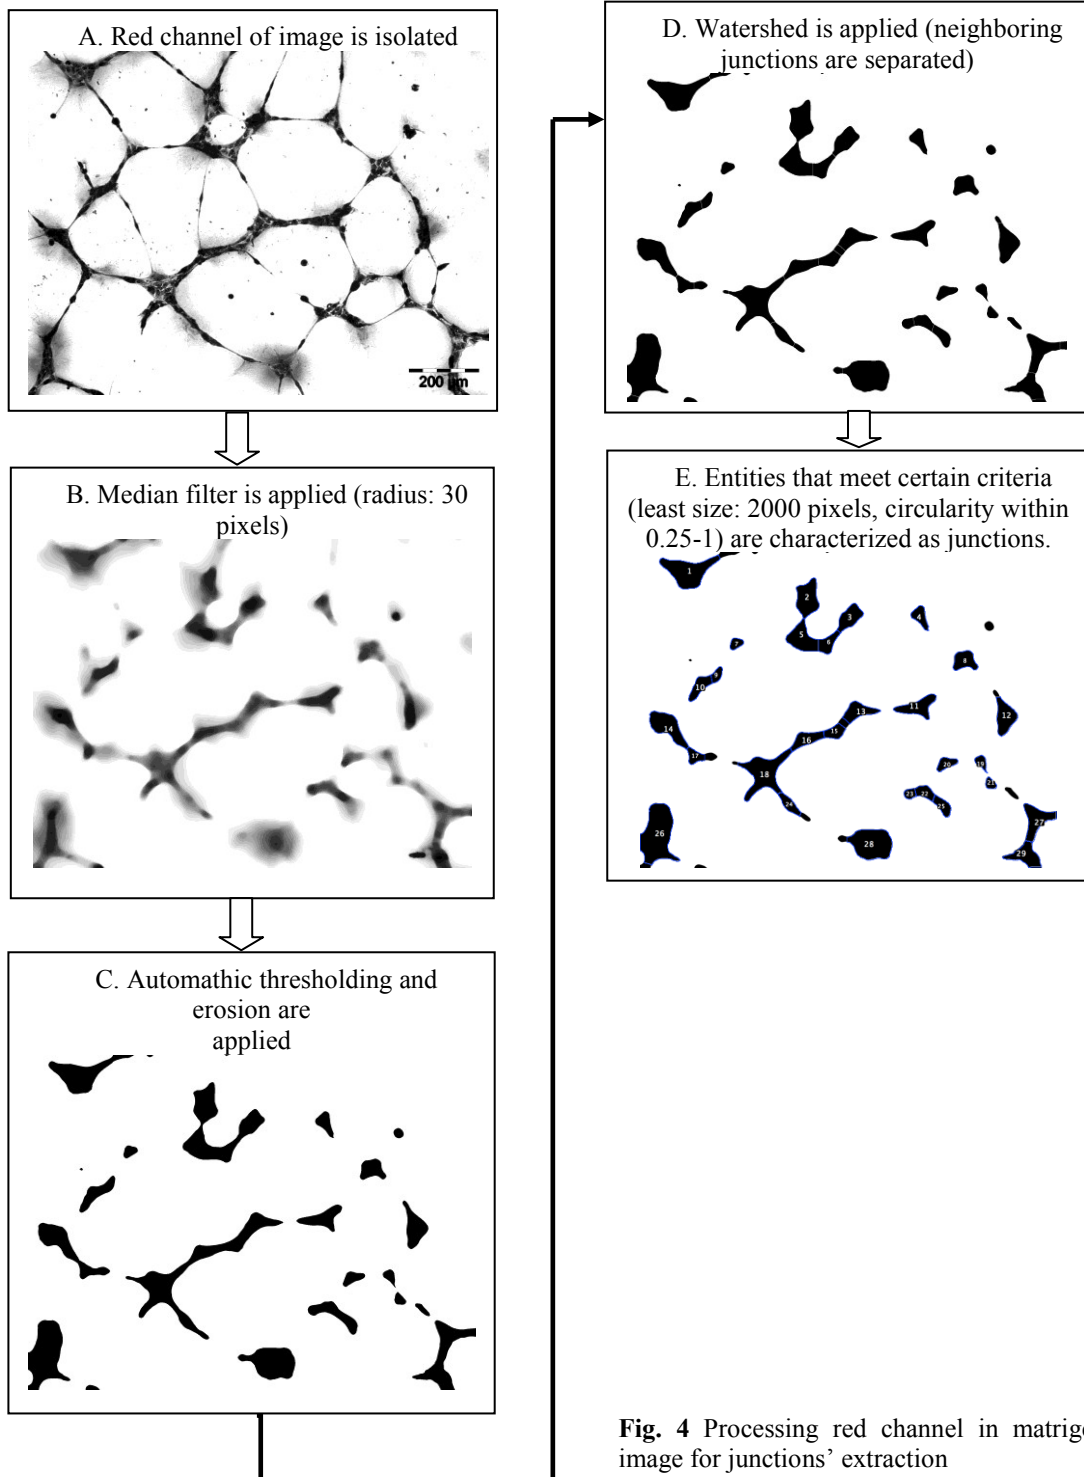 A. Red channel of image is isolated
200 µm
B. Median filter is applied (radius: 30
pixels)
C. Automathic thresholding and
erosion are
applied
D. Watershed is applied (neighboring
junctions are separated)
E. Entities that meet certain criteria
(least size: 2000 pixels, circularity within
0.25-1) are characterized as junctions.
1
2
3
4
5
6
7
8
9
10
11
12
13
14
15
16
17
18
19
20
21
22
23
24
25
26
27
28
29
Fig. 4 Processing red channel in matrige
image for junctions’ extraction